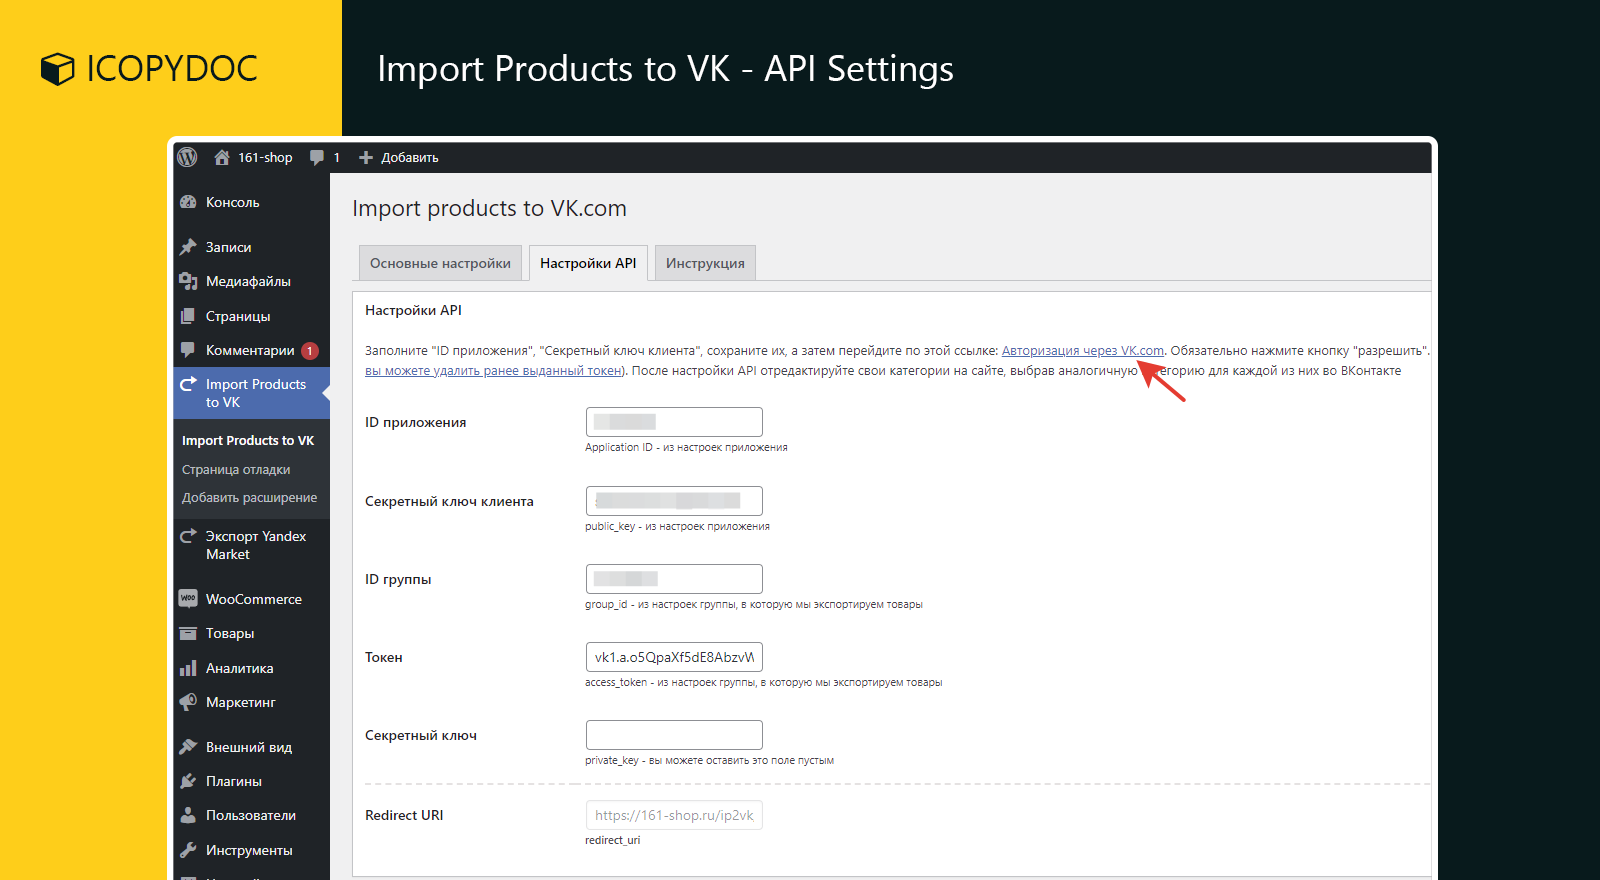 ICOPYDOC
Import Products to VK - API Settings
161-shop
1
Добавить
Консоль
Записи
Медиафайлы
Страницы
Комментарии 1
Import Products
to VK
Import Products to VK
Страница отладки
Добавить расширение
Экспорт Yandex
Market
WooCommerce
Товары
Аналитика
Маркетинг
Внешний вид
Плагины
Пользователи
Инструменты
Import products to VK.com
Основные настройки
Настройки API
Инструкция
Настройки API
Заполните "ID приложения", "Секретный ключ клиента", сохраните их, а затем перейдите по этой ссылке: Авторизация через VK.com. Обязательно нажмите кнопку "разрешить".
вы можете удалить ранее выданный токен). После настройки API отредактируйте свои категории на сайте, выбрав аналогичную для каждой из них во ВКонтакте
ID приложения
Application ID - из настроек приложения
Секретный ключ клиента
public_key - из настроек приложения
ID группы
group_id - из настроек группы, в которую мы экспортируем товары
Токен
vk1.a.o5QpaXf5dE8AbzvW
access_token - из настроек группы, в которую мы экспортируем товары
Секретный ключ
private_key - вы можете оставить это поле пустым
Redirect URI
https://161-shop.ru/ip2vk
redirect_uri